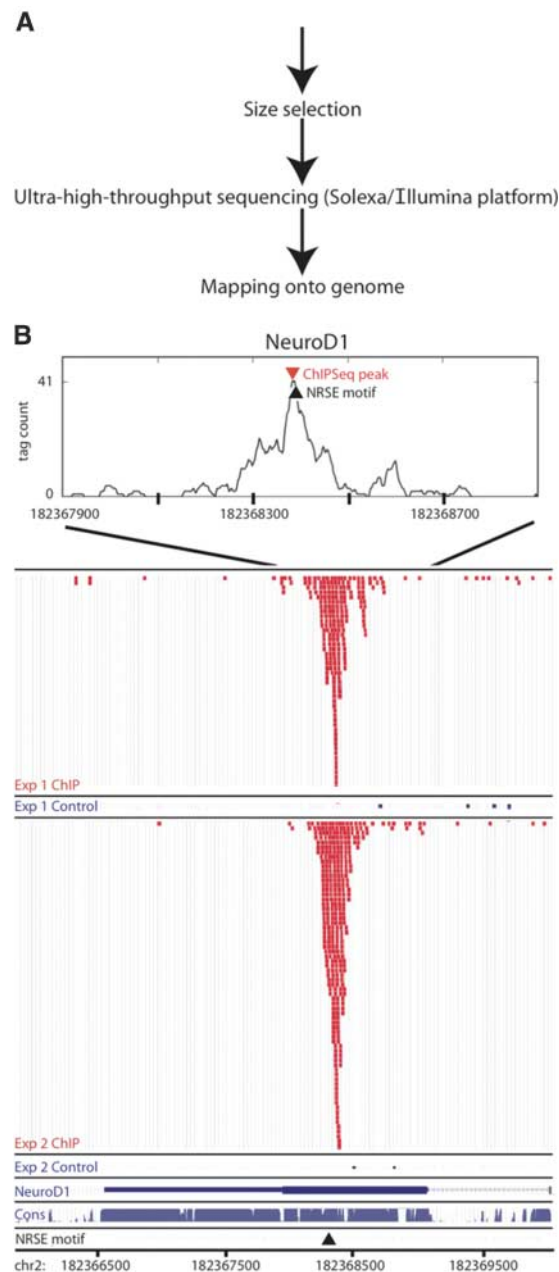 A
Size selection
Ultra-high-throughput sequencing (Solexa/Illumina platform)
Mapping onto genome
B
NeuroD1
41
ChIPSeq peak
NRSE motif
tag count
0
182367900 182368300 182368700
Exp 1 ChIP
Exp 1 Control
Exp 2 ChIP
Exp 2 Control
NeuroD1
Cons
NRSE motif
chr2: 182366500 182367500 182368500 182369500